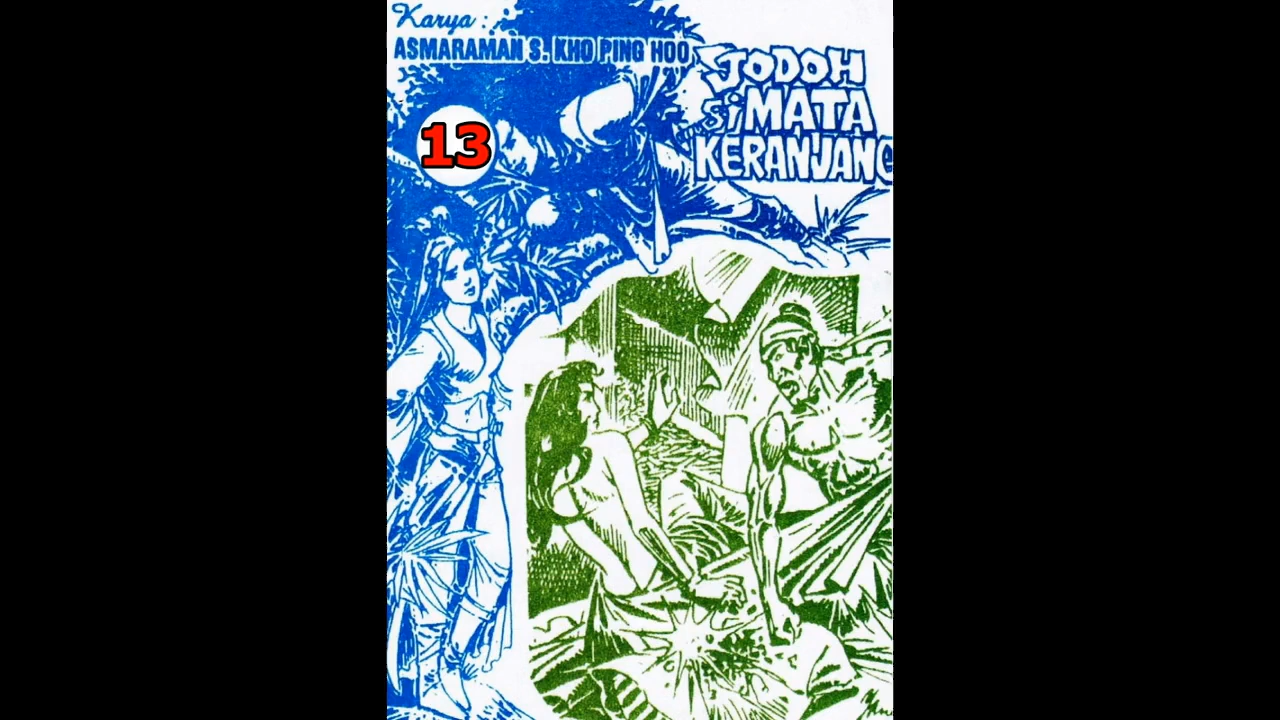 Karya :
ASMARAMAN S. KHO PING HOO
JODOH
si MATA
KERANJANG
13